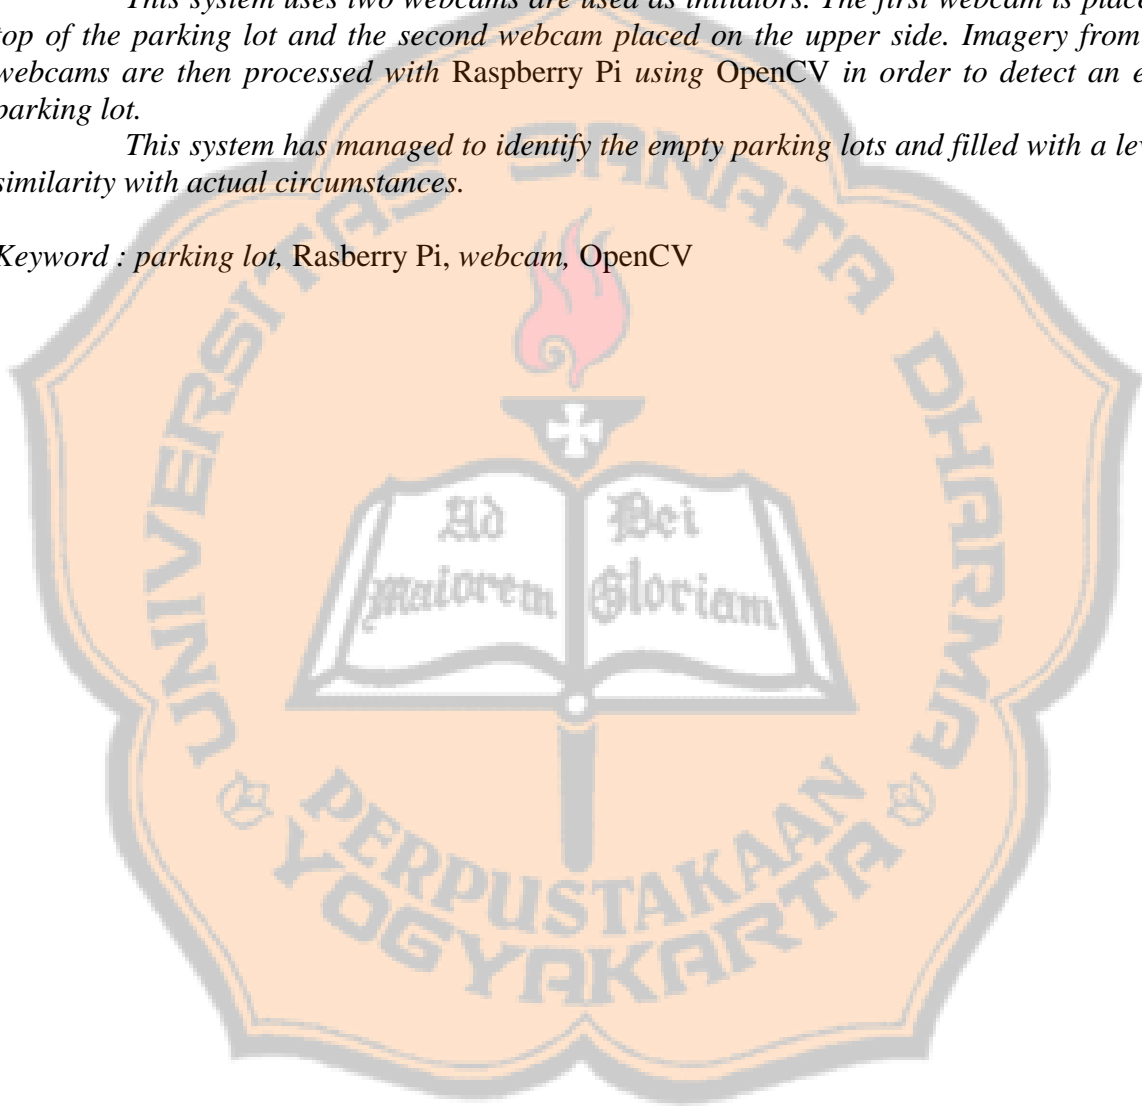 This system uses two webcams are used as initiators. The first webcam is place
top of the parking lot and the second webcam placed on the upper side. Imagery from
webcams are then processed with Raspberry Pi using OpenCV in order to detect an e
parking lot.
This system has managed to identify the empty parking lots and filled with a lev
similarity with actual circumstances.
Keyword : parking lot, Rasberry Pi, webcam, OpenCV
UNIVERSITAS SANATA DHARMA
Ad Dei
maiorem Gloriam
PERPUSTAKAAN
YOGYAKARTA